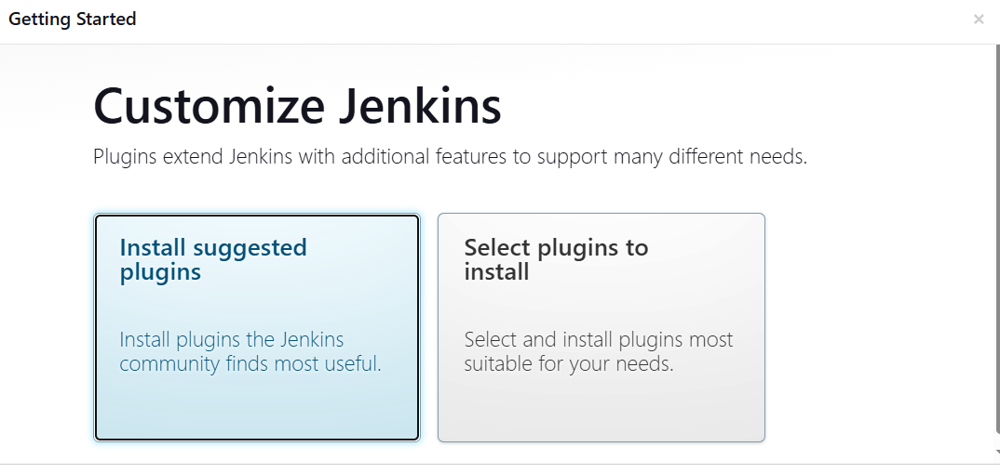 Getting Started
Customize Jenkins
Plugins extend Jenkins with additional features to support many different needs.
Install suggested
plugins
Install plugins the Jenkins
community finds most useful.
Select plugins to
install
Select and install plugins most
suitable for your needs.